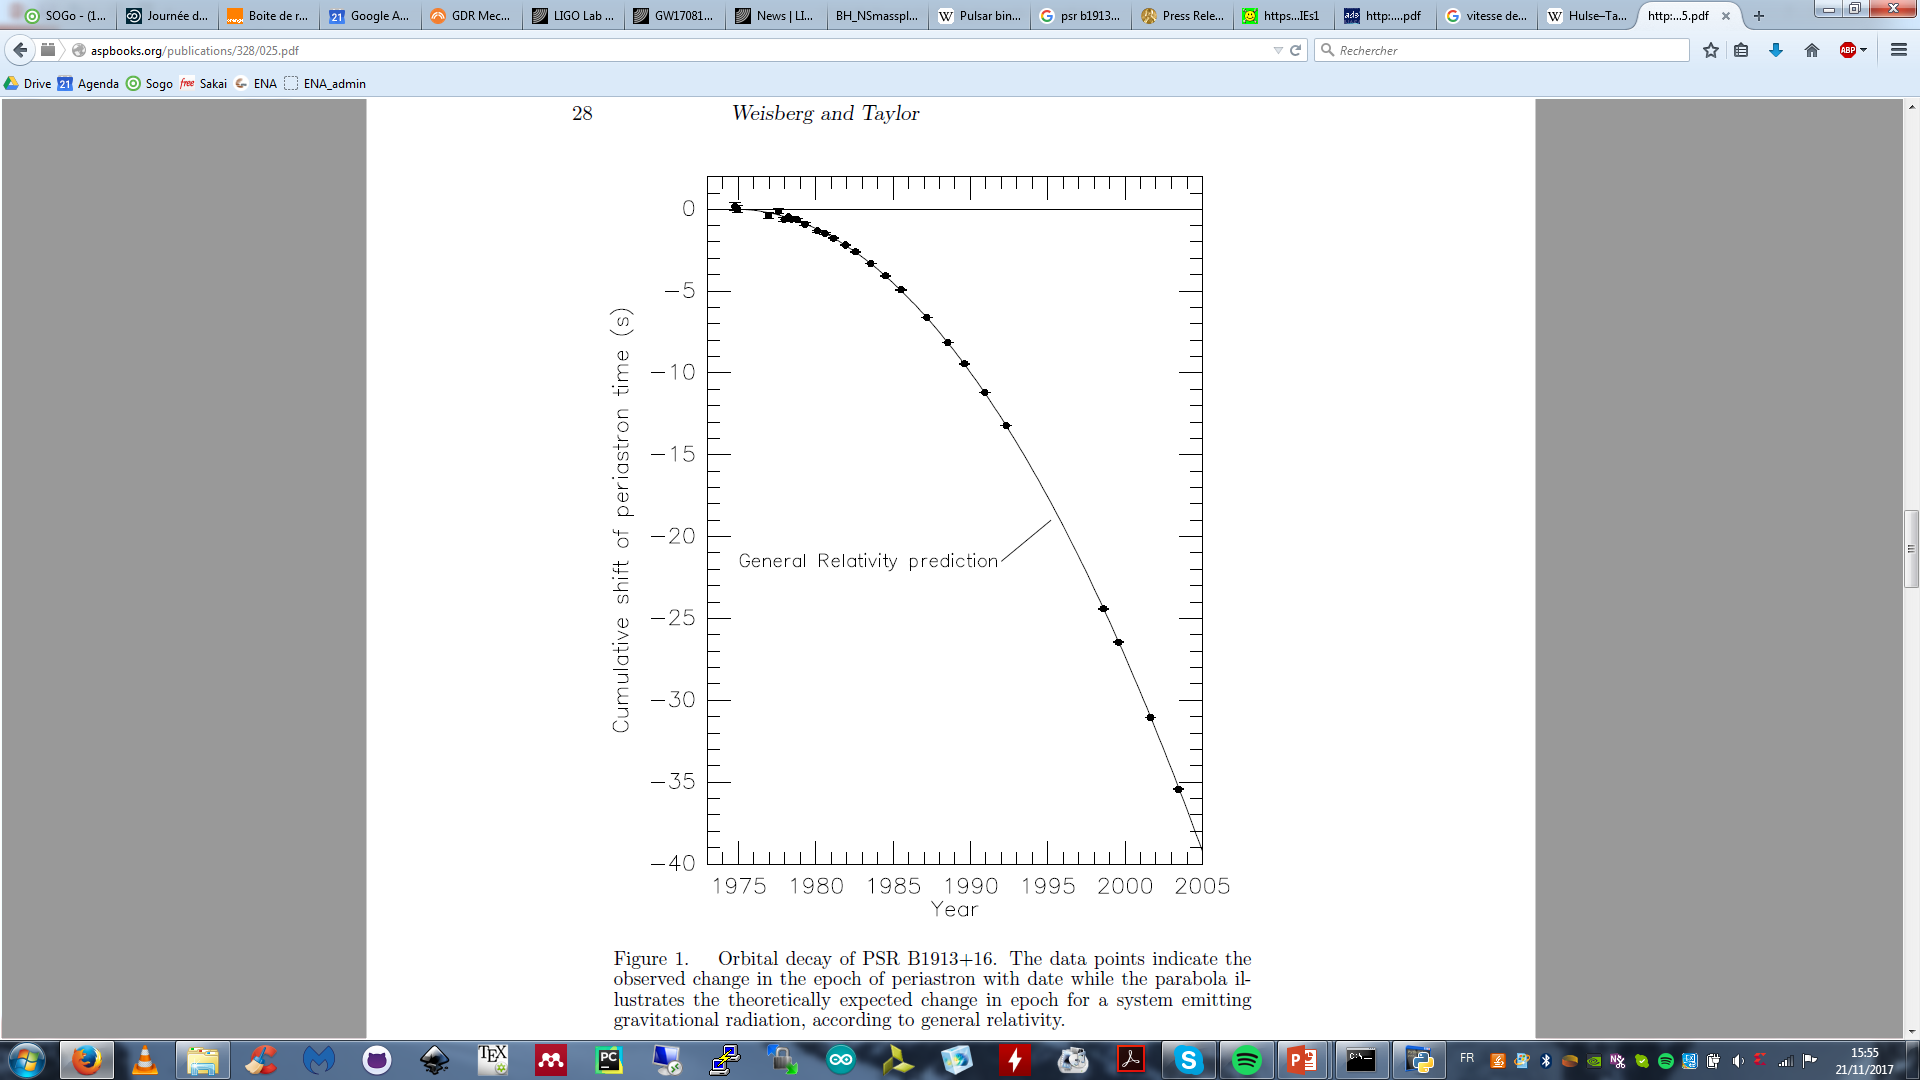 SOGo - (1...
Journée d...
Boite de r...
Google A...
GDR Mec...
LIGO Lab ...
GW17081...
News | LI...
BH_NSmasspl...
Pulsar bin...
psr b1913...
Press Rele...
https...IEs1
http:....pdf
vitesse de...
Hulse–Ta...
http:...5.pdf
aspbooks.org/publications/328/025.pdf
Rechercher
ABP
Drive
21
Agenda
Sogo
free
Sakai
ENA
ENA_admin
28 Weisberg and Taylor
0
−5
−10
−15
−20
−25
−30
−35
−40
Cumulative shift of periastron time (s)
General Relativity prediction
1975 1980 1985 1990 1995 2000 2005
Year
Figure 1. Orbital decay of PSR B1913+16. The data points indicate the
observed change in the epoch of periastron with date while the parabola il-
lustrates the theoretically expected change in epoch for a system emitting
gravitational radiation, according to general relativity.
TEX
PC
FR
15:55
21/11/2017